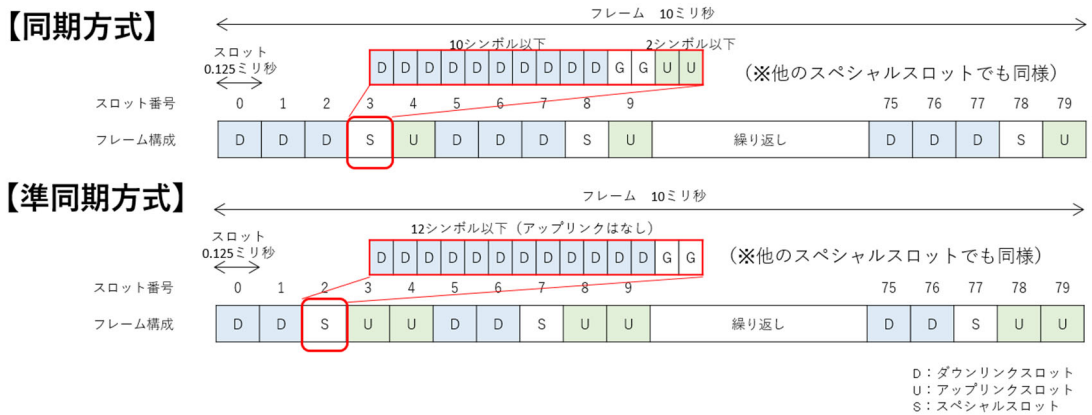 【同期方式】
フレーム 10ミリ秒
スロット
0.125ミリ秒
10シンボル以下 2シンボル以下
D D D D D D D D D D G G U U
(※他のスペシャルスロットでも同様)
スロット番号 0 1 2 3 4 5 6 7 8 9 75 76 77 78 79
フレーム構成 D D D S U D D D S U 繰り返し D D D S U
【準同期方式】
フレーム 10ミリ秒
スロット
0.125ミリ秒
12シンボル以下(アップリンクはなし)
D D D D D D D D D D D D G G
(※他のスペシャルスロットでも同様)
スロット番号 0 1 2 3 4 5 6 7 8 9 75 76 77 78 79
フレーム構成 D D S U U D D S U U 繰り返し D D S U U
D:ダウンリンクスロット
U:アップリンクスロット
S:スペシャルスロット